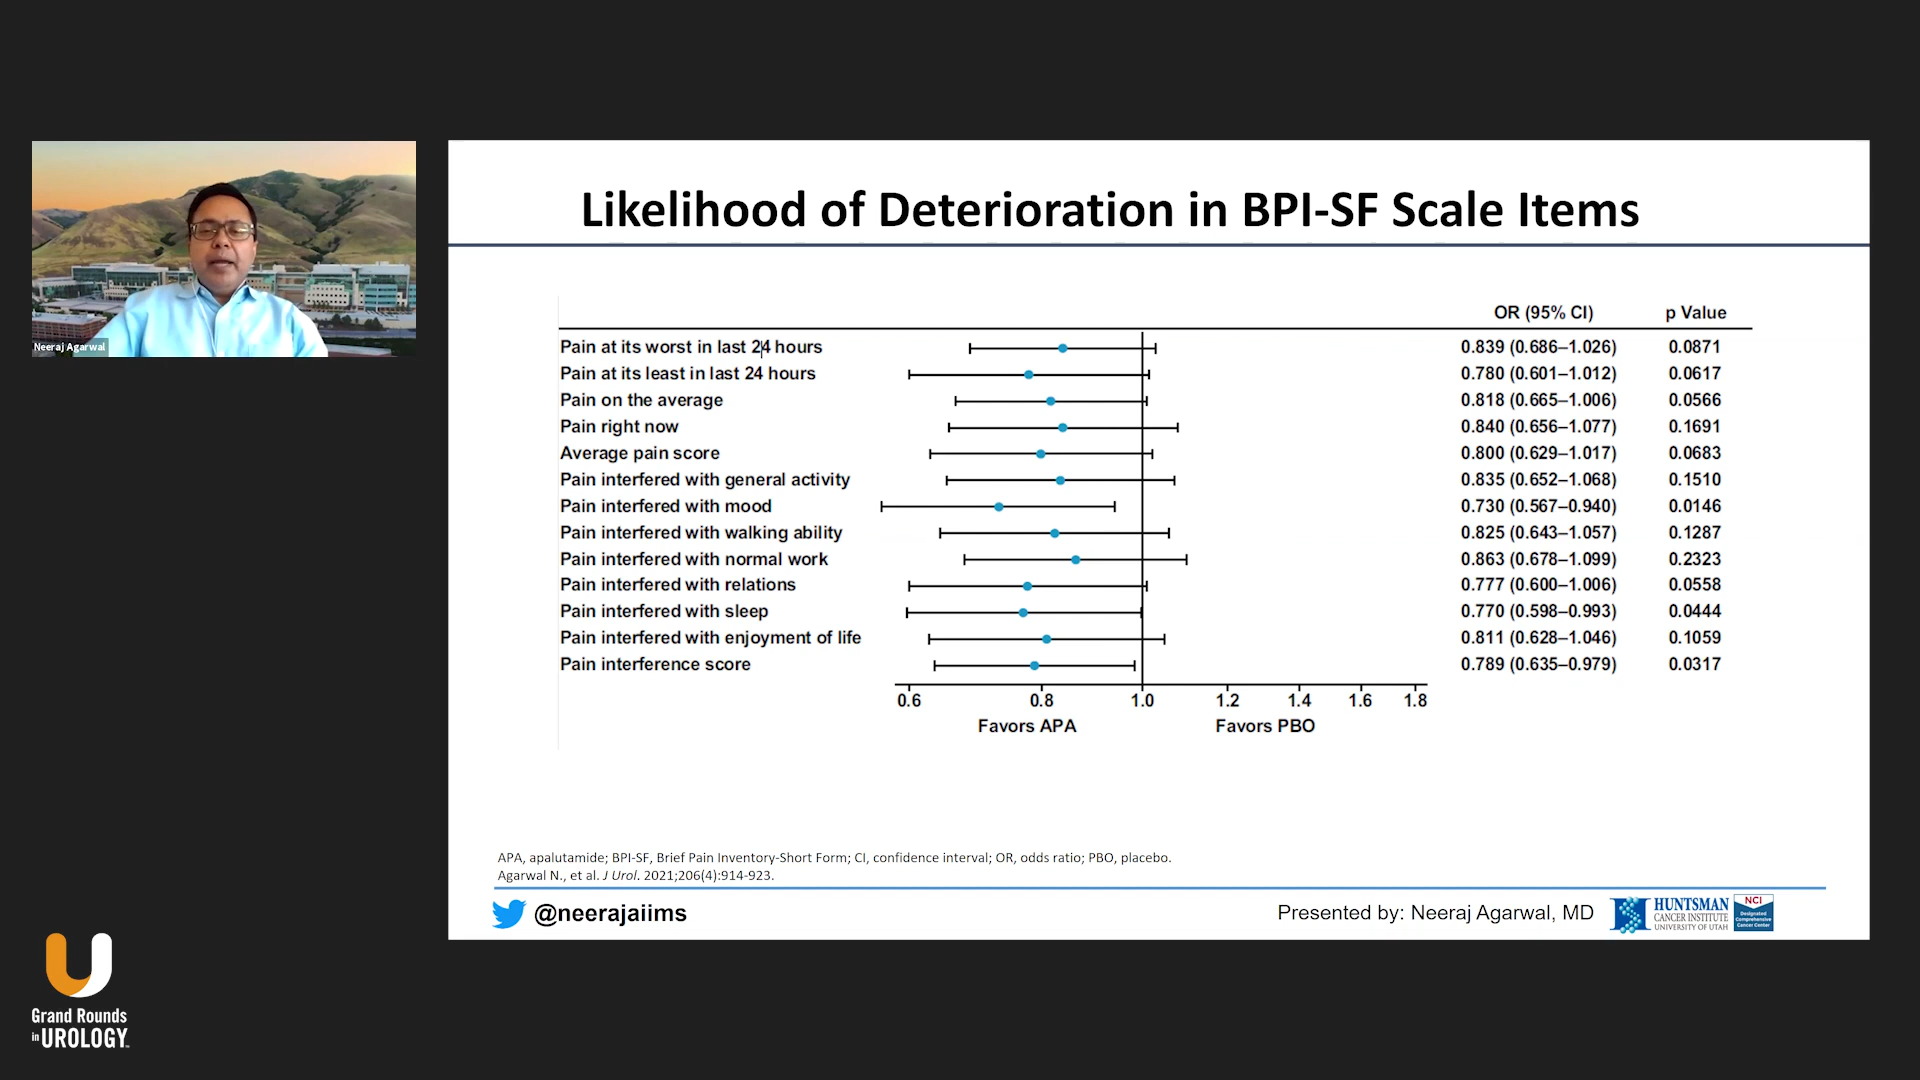 Neeraj Agarwal
Likelihood of Deterioration in BPI-SF Scale Items
OR (95% CI) p Value
Pain at its worst in last 24 hours 0.839 (0.686–1.026) 0.0871
Pain at its least in last 24 hours 0.780 (0.601–1.012) 0.0617
Pain on the average 0.818 (0.665–1.006) 0.0566
Pain right now 0.840 (0.656–1.077) 0.1691
Average pain score 0.800 (0.629–1.017) 0.0683
Pain interfered with general activity 0.835 (0.652–1.068) 0.1510
Pain interfered with mood 0.730 (0.567–0.940) 0.0146
Pain interfered with walking ability 0.825 (0.643–1.057) 0.1287
Pain interfered with normal work 0.863 (0.678–1.099) 0.2323
Pain interfered with relations 0.777 (0.600–1.006) 0.0558
Pain interfered with sleep 0.770 (0.598–0.993) 0.0444
Pain interfered with enjoyment of life 0.811 (0.628–1.046) 0.1059
Pain interference score 0.789 (0.635–0.979) 0.0317
0.6 0.8 1.0 1.2 1.4 1.6 1.8
Favors APA Favors PBO
APA, apalutamide; BPI-SF, Brief Pain Inventory-Short Form; CI, confidence interval; OR, odds ratio; PBO, placebo.
Agarwal N., et al. J Urol. 2021;206(4):914-923.
@neerajaiims
Presented by: Neeraj Agarwal, MD
HUNTSMAN
CANCER INSTITUTE
UNIVERSITY OF UTAH
NCI
Designated
Comprehensive
Cancer Center
Grand Rounds
in UROLOGY